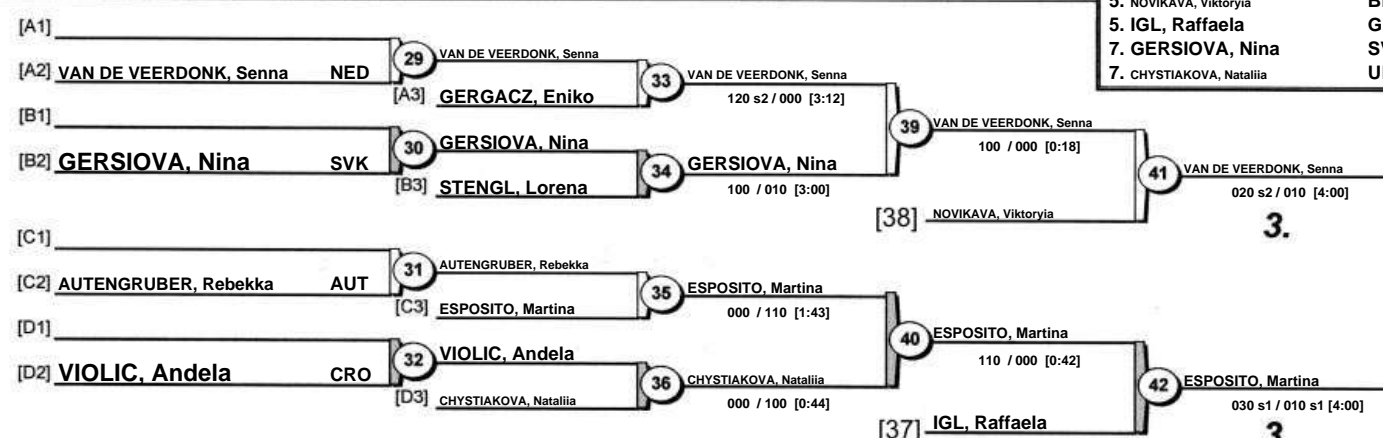 5. NOVIKAVA, Viktoryia
5. IGL, Raffaela G
7. GERSIOVA, Nina
7. CHYSTIAKOVA, Nataliia
[A1]
[A2] VAN DE VEERDONK, Senna NED
29
VAN DE VEERDONK, Senna
[A3] GERGACZ, Eniko
33
VAN DE VEERDONK, Senna
120 s2 / 000 [3:12]
[B1]
[B2] GERSIOVA, Nina SVK
30
GERSIOVA, Nina
[B3] STENGL, Lorena
34
GERSIOVA, Nina
100 / 010 [3:00]
39
VAN DE VEERDONK, Senna
100 / 000 [0:18]
[38] NOVIKAVA, Viktoryia
41
VAN DE VEERDONK, Senna
020 s2 / 010 [4:00]
3.
[C1]
[C2] AUTENGRUBER, Rebekka AUT
31
AUTENGRUBER, Rebekka
[C3] ESPOSITO, Martina
35
ESPOSITO, Martina
000 / 110 [1:43]
[D1]
[D2] VIOLIC, Andela CRO
32
VIOLIC, Andela
[D3] CHYSTIAKOVA, Nataliia
36
CHYSTIAKOVA, Nataliia
000 / 100 [0:44]
40
ESPOSITO, Martina
110 / 000 [0:42]
[37] IGL, Raffaela
42
ESPOSITO, Martina
030 s1 / 010 s1 [4:00]
3